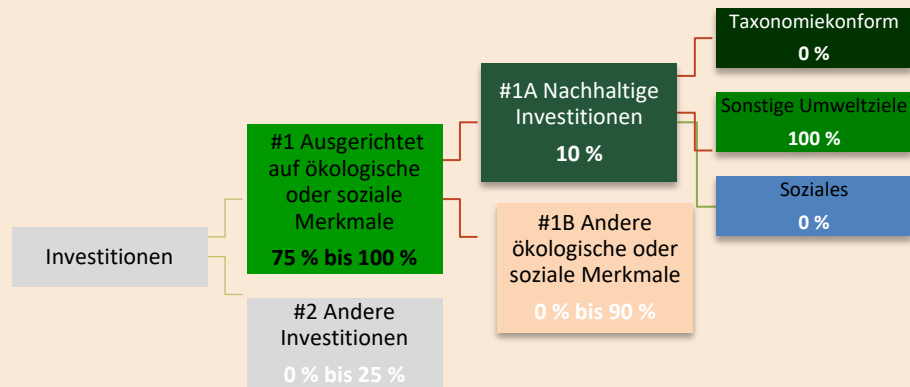 Investitionen
#1 Ausgerichtet
auf ökologische
oder soziale
Merkmale
75 % bis 100 %
#2 Andere
Investitionen
0 % bis 25 %
#1A Nachhaltige
Investitionen
10 %
#1B Andere
ökologische oder
soziale Merkmale
0 % bis 90 %
Taxonomiekonform
0 %
Sonstige Umweltziele
100 %
Soziales
0 %